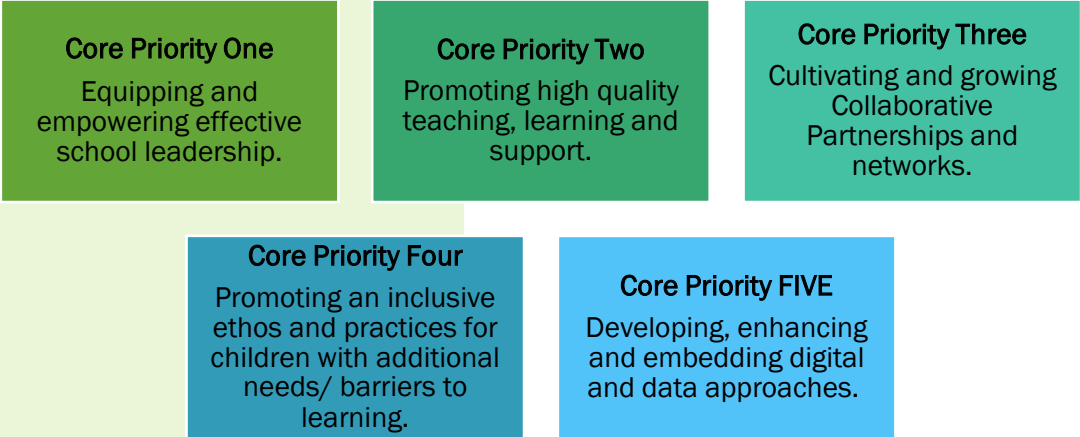 Core Priority One
Equipping and
empowering effective
school leadership.
Core Priority Two
Promoting high quality
teaching, learning and
support.
Core Priority Three
Cultivating and growing
Collaborative
Partnerships and
networks.
Core Priority Four
Promoting an inclusive
ethos and practices for
children with additional
needs/ barriers to
learning.
Core Priority FIVE
Developing, enhancing
and embedding digital
and data approaches.